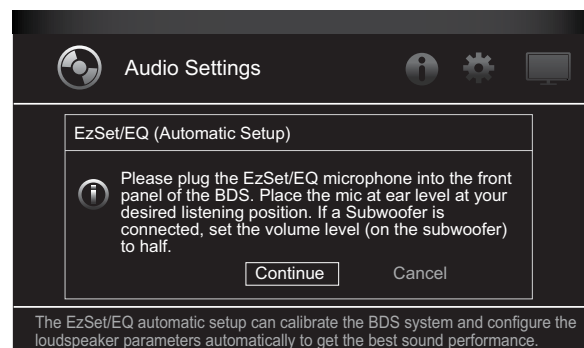 Audio Settings
EzSet/EQ (Automatic Setup)
Please plug the EzSet/EQ microphone into the front
panel of the BDS. Place the mic at ear level at your
desired listening position. If a Subwoofer is
connected, set the volume level (on the subwoofer)
to half.
Continue Cancel
The EzSet/EQ automatic setup can calibrate the BDS system and configure the
loudspeaker parameters automatically to get the best sound performance.